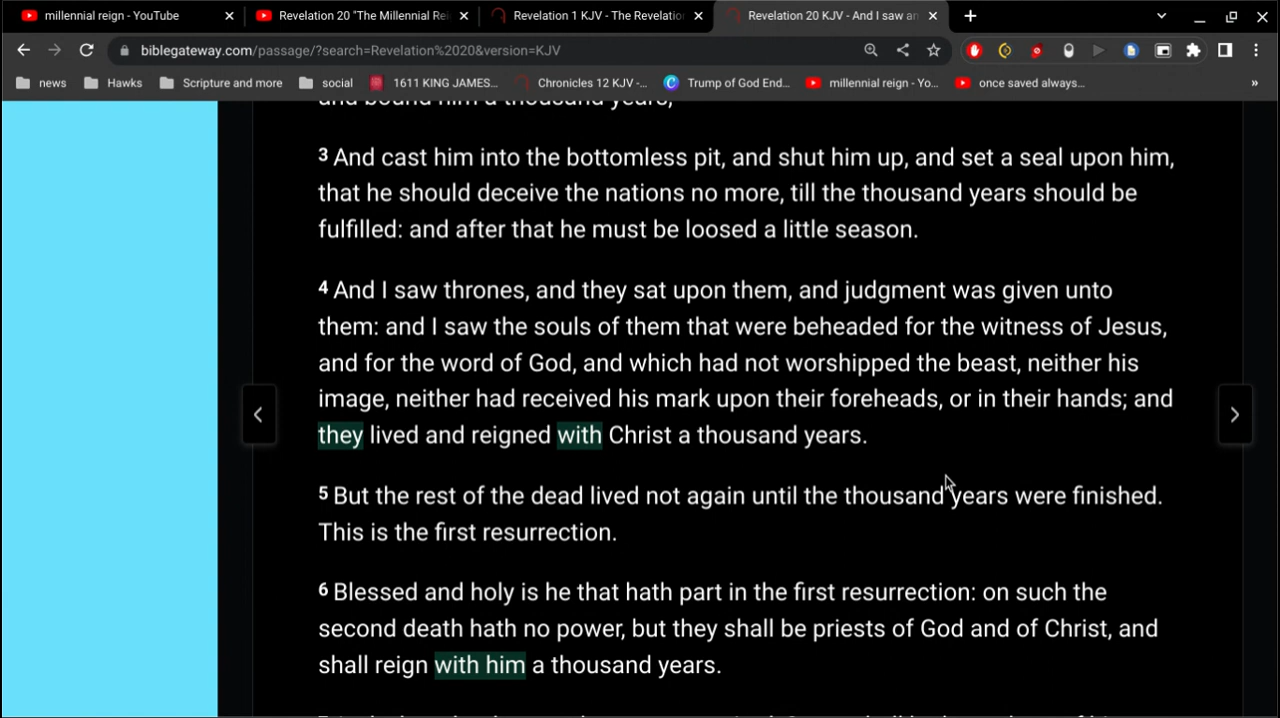 millennial reign - YouTube
Revelation 20 "The Millennial Rei
Revelation 1 KJV - The Revelation
Revelation 20 KJV - And I saw an
biblegateway.com/passage/?search=Revelation%2020&version=KJV
news Hawks Scripture and more social 1611 KING JAMES... Chronicles 12 KJV -... Trump of God End... millennial reign - Yo... once saved always... »
and bound him a thousand years,
3 And cast him into the bottomless pit, and shut him up, and set a seal upon him,
that he should deceive the nations no more, till the thousand years should be
fulfilled: and after that he must be loosed a little season.
4 And I saw thrones, and they sat upon them, and judgment was given unto
them: and I saw the souls of them that were beheaded for the witness of Jesus,
and for the word of God, and which had not worshipped the beast, neither his
image, neither had received his mark upon their foreheads, or in their hands; and
they lived and reigned with Christ a thousand years.
5 But the rest of the dead lived not again until the thousand years were finished.
This is the first resurrection.
6 Blessed and holy is he that hath part in the first resurrection: on such the
second death hath no power, but they shall be priests of God and of Christ, and
shall reign with him a thousand years.